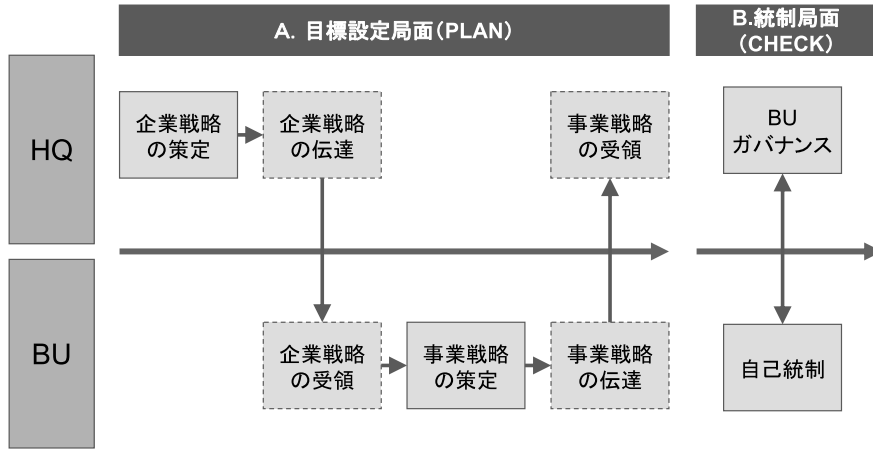 A. 目標設定局面（PLAN）
B.統制局面
（CHECK）
HQ
企業戦略
の策定
企業戦略
の伝達
事業戦略
の受領
BU
ガバナンス
BU
企業戦略
の受領
事業戦略
の策定
事業戦略
の伝達
自己統制